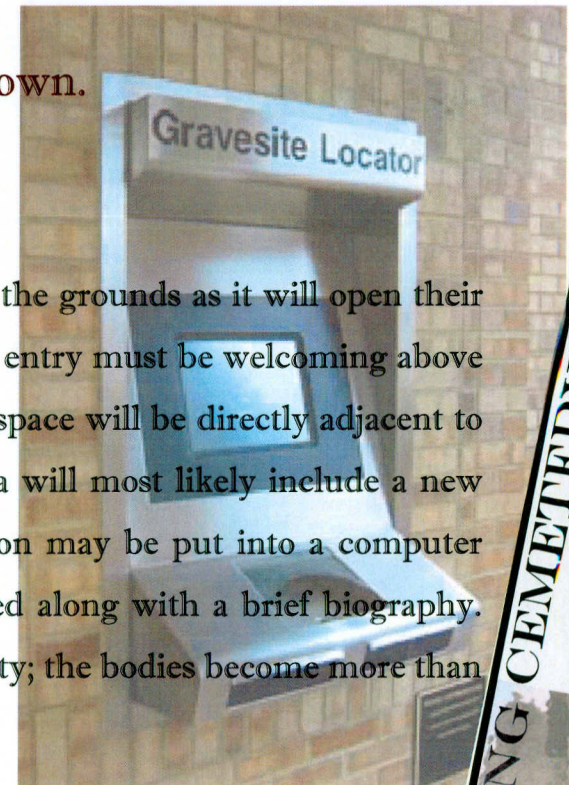 own.
Gravesite Locator
the grounds as it will open their
entry must be welcoming above
space will be directly adjacent to
a will most likely include a new
on may be put into a computer
ed along with a brief biography.
ty; the bodies become more than
NG CEMETERY